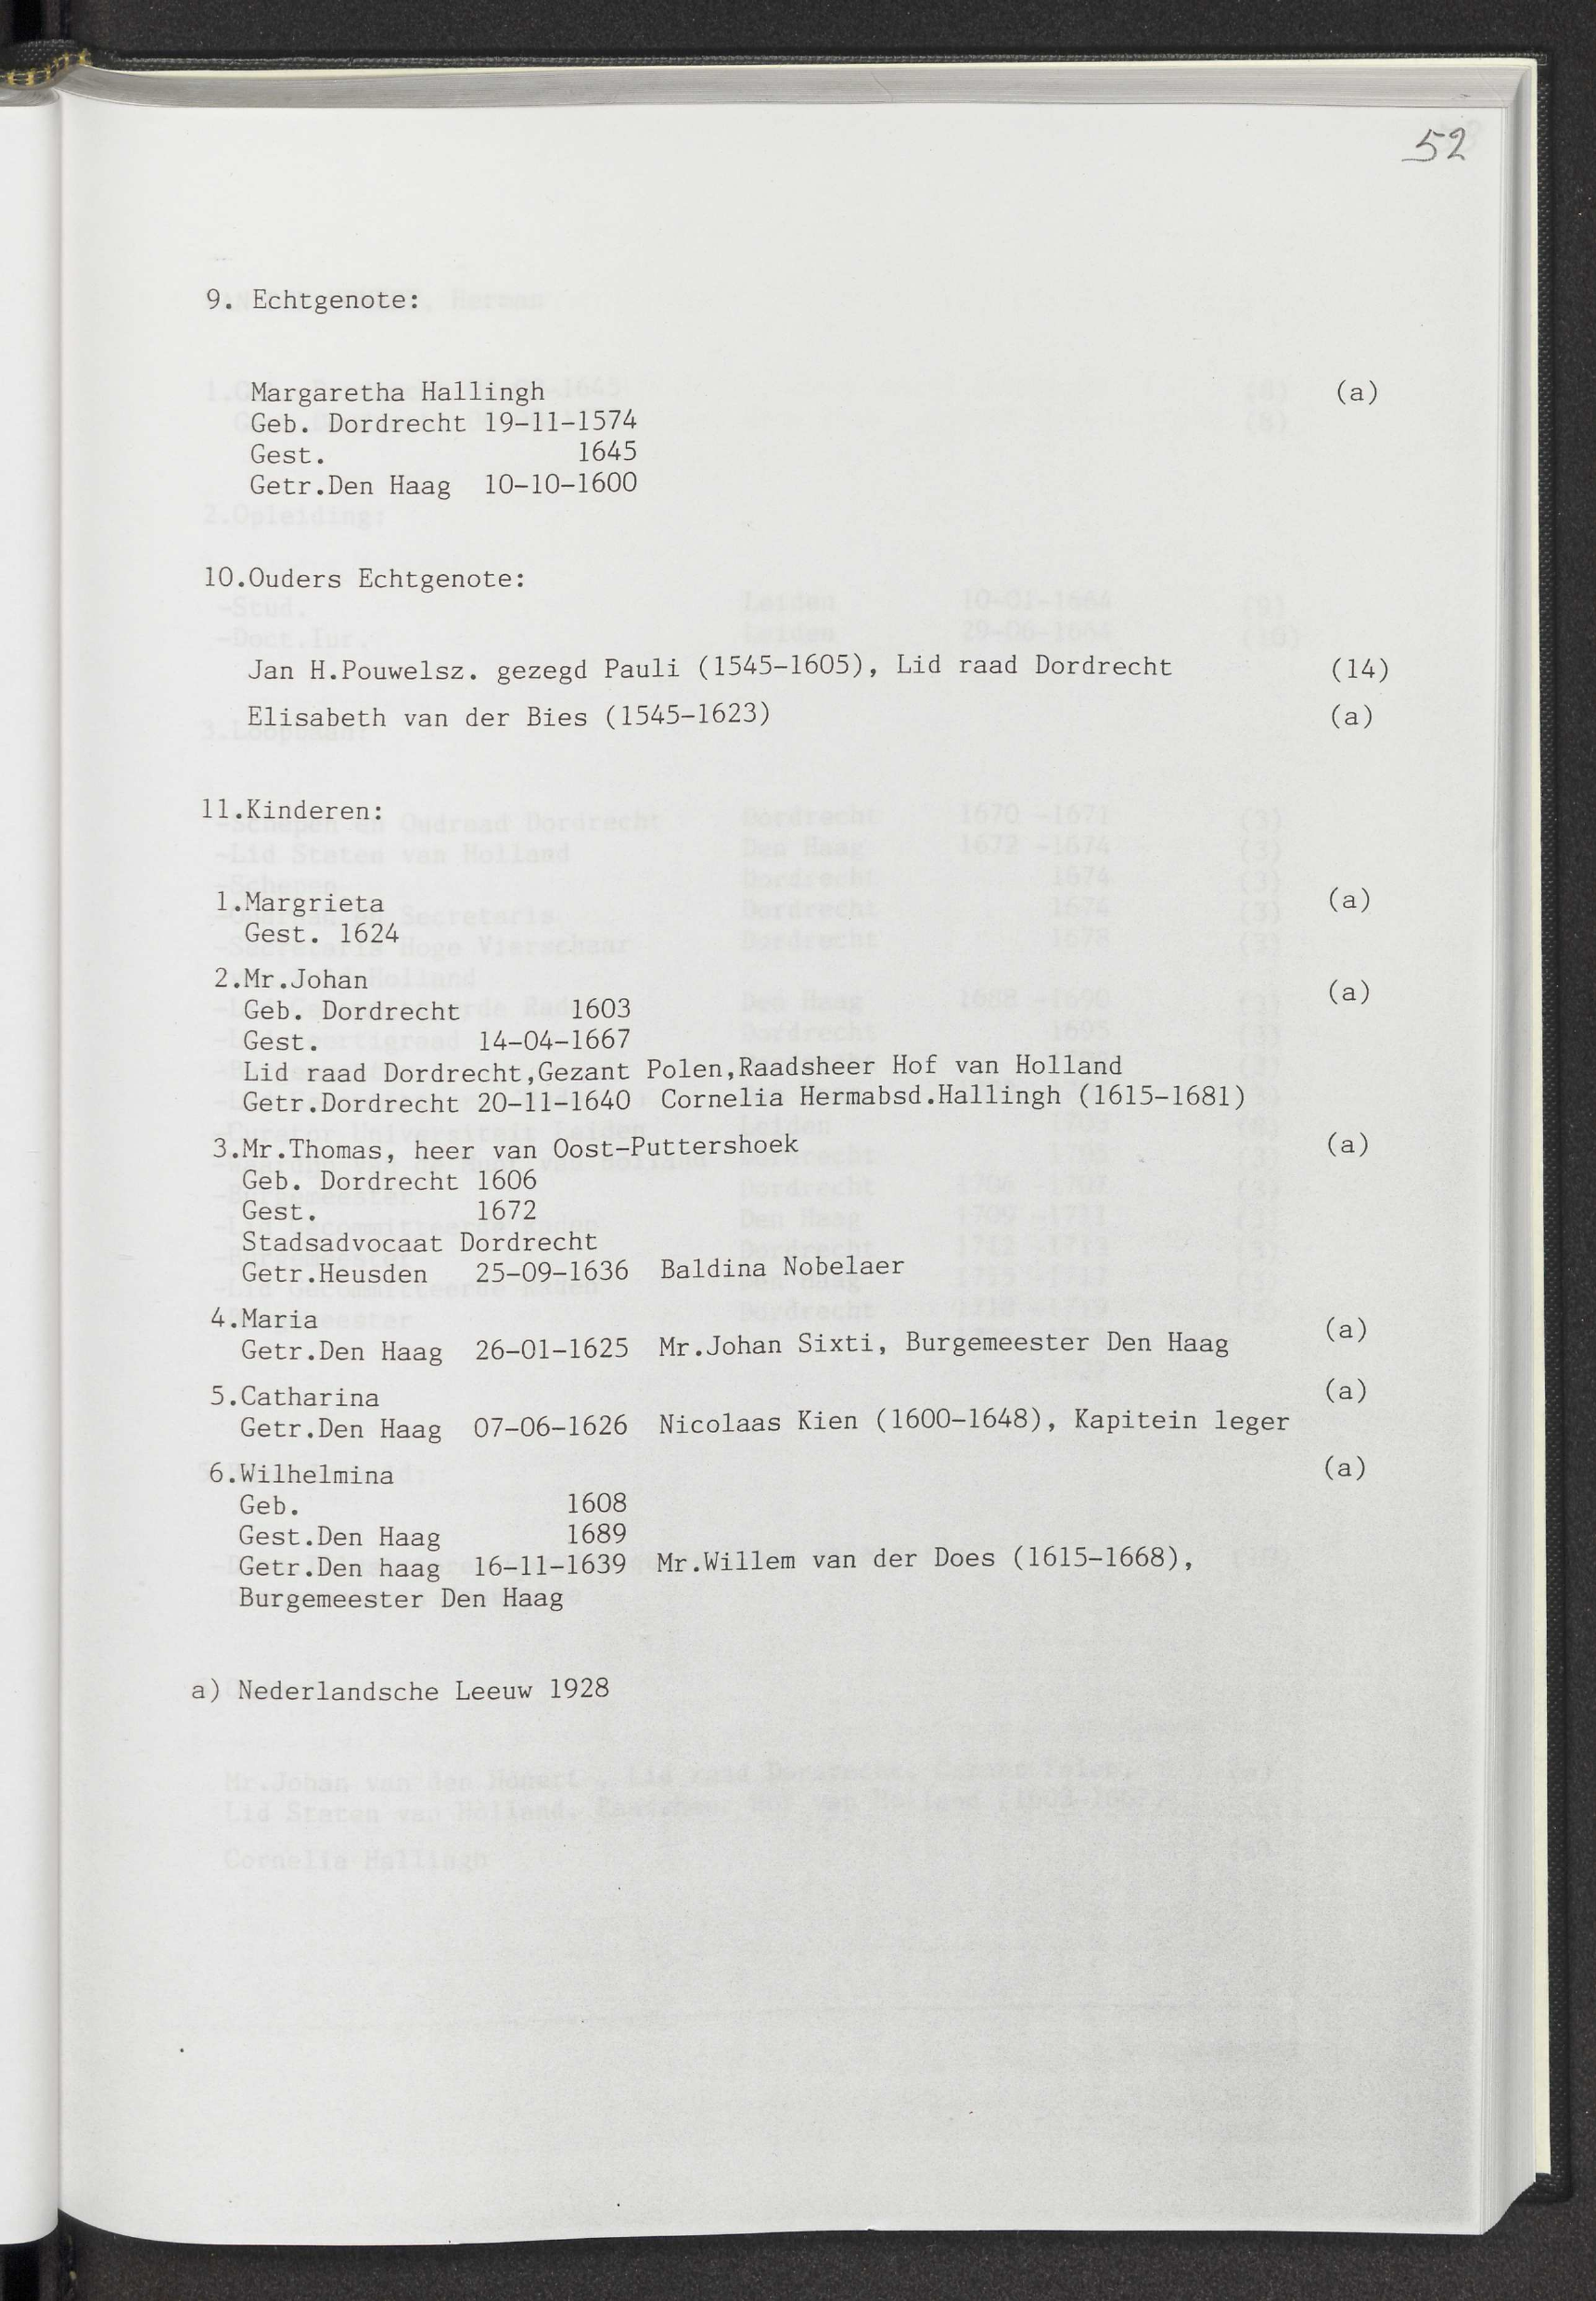 52
9. Echtgenote:
Margaretha Hallingh (a)
Geb. Dordrecht 19-11-1574
Gest. 1645
Getr.Den Haag 10-10-1600
10.Ouders Echtgenote:
Jan H.Pouwelsz. gezegd Pauli (1545-1605), Lid raad Dordrecht (14)
Elisabeth van der Bies (1545-1623) (a)
11.Kinderen:
1.Margrieta (a)
Gest. 1624
2.Mr.Johan (a)
Geb. Dordrecht 1603
Gest. 14-04-1667
Lid raad Dordrecht,Gezant Polen,Raadsheer Hof van Holland
Getr.Dordrecht 20-11-1640 Cornelia Hermabsd.Hallingh (1615-1681)
3.Mr.Thomas, heer van Oost-Puttershoek (a)
Geb. Dordrecht 1606
Gest. 1672
Stadsadvocaat Dordrecht
Getr.Heusden 25-09-1636 Baldina Nobelaer
4.Maria (a)
Getr.Den Haag 26-01-1625 Mr.Johan Sixti, Burgemeester Den Haag
5.Catharina (a)
Getr.Den Haag 07-06-1626 Nicolaas Kien (1600-1648), Kapitein leger
6.Wilhelmina (a)
Geb. 1608
Gest.Den Haag 1689
Getr.Den haag 16-11-1639 Mr.Willem van der Does (1615-1668),
Burgemeester Den Haag
a) Nederlandsche Leeuw 1928